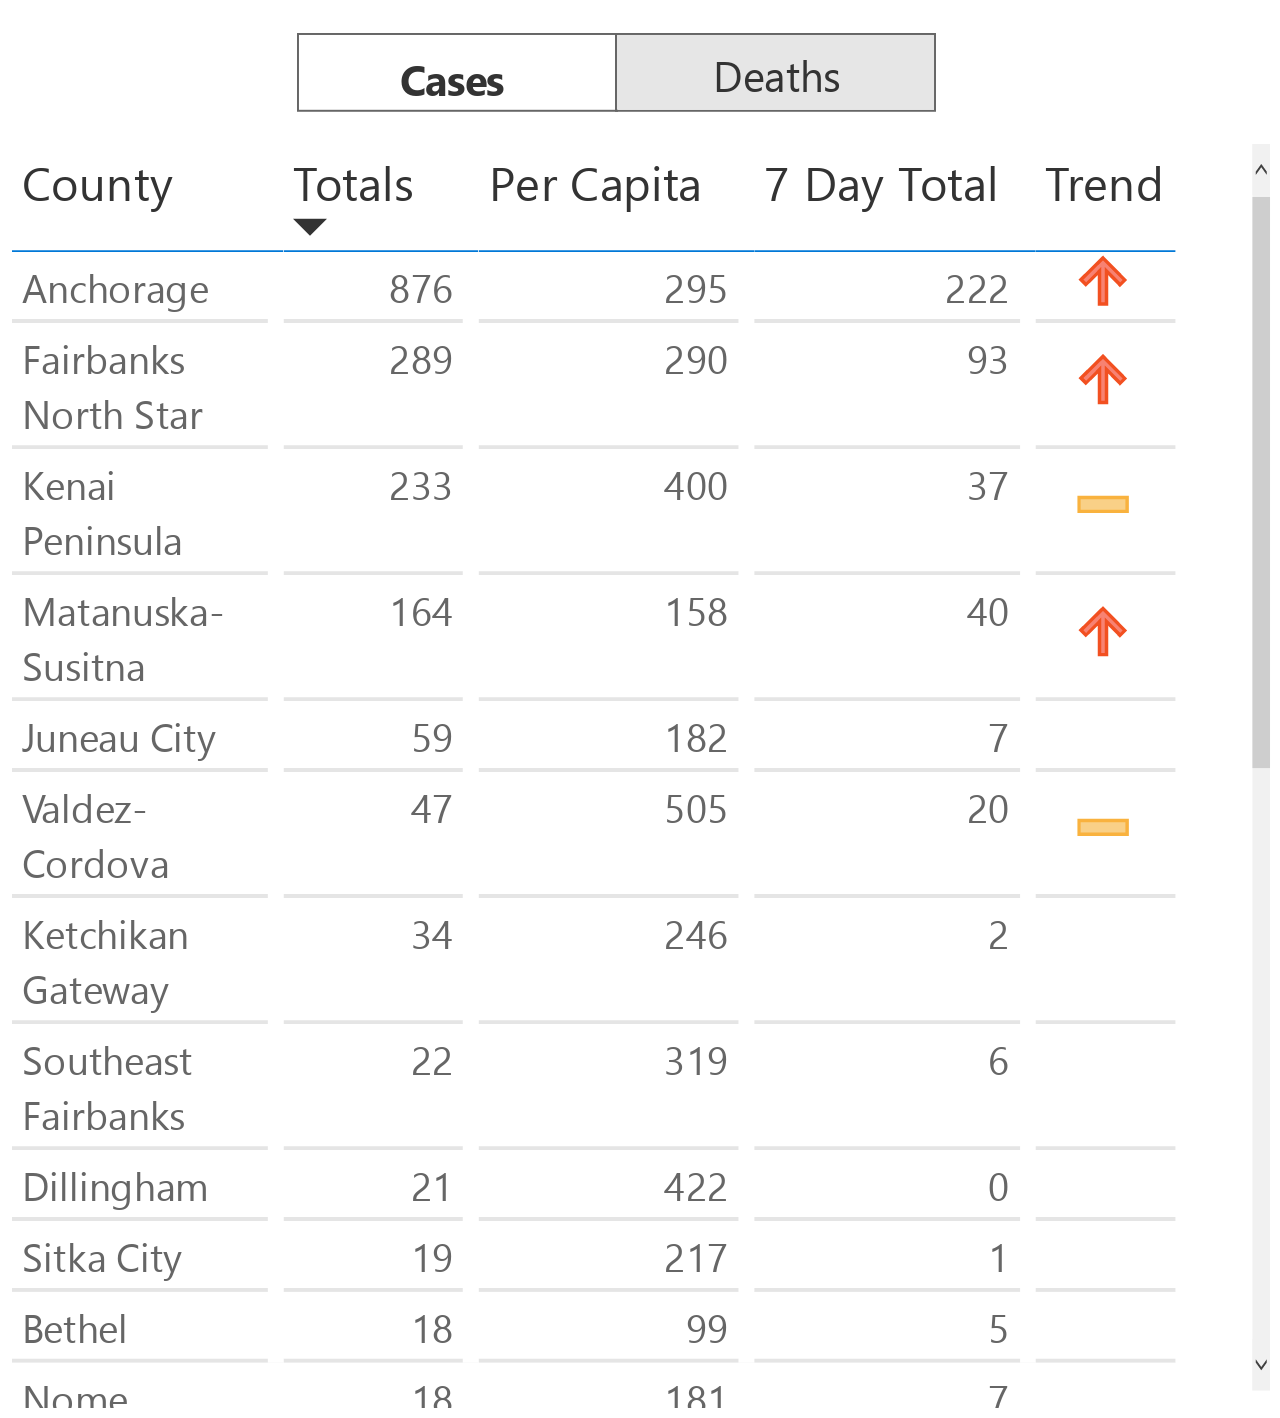 Cases Deaths
County Totals Per Capita 7 Day Total Trend
Anchorage 876 295 222
Fairbanks 289 290 93
North Star
Kenai 233 400 37
Peninsula
Matanuska- 164 158 40
Susitna
Juneau City 59 182 7
Valdez- 47 505 20
Cordova
Ketchikan 34 246 2
Gateway
Southeast 22 319 6
Fairbanks
Dillingham 21 422 0
Sitka City 19 217 1
Bethel 18 99 5
Nome 18 181 7